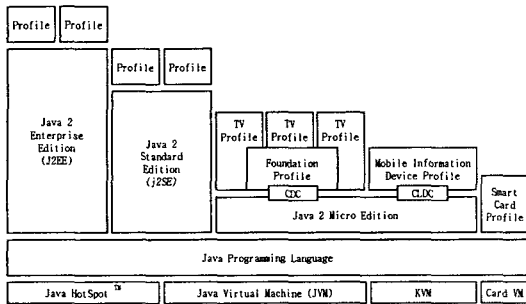 Profile Profile
Profile Profile
Java 2
Enterprise
Edition
(J2EE)
Java 2
Standard
Edition
(j2SE)
TV
Profile
TV
Profile
TV
Profile
Foundation
Profile
CDC
Mobile Information
Device Profile
CLDC
Java 2 Micro Edition
Smart
Card
Profile
Java Programming Language
Java HotSpot™
Java Virtual Machine (JVM)
KVM
Card VM